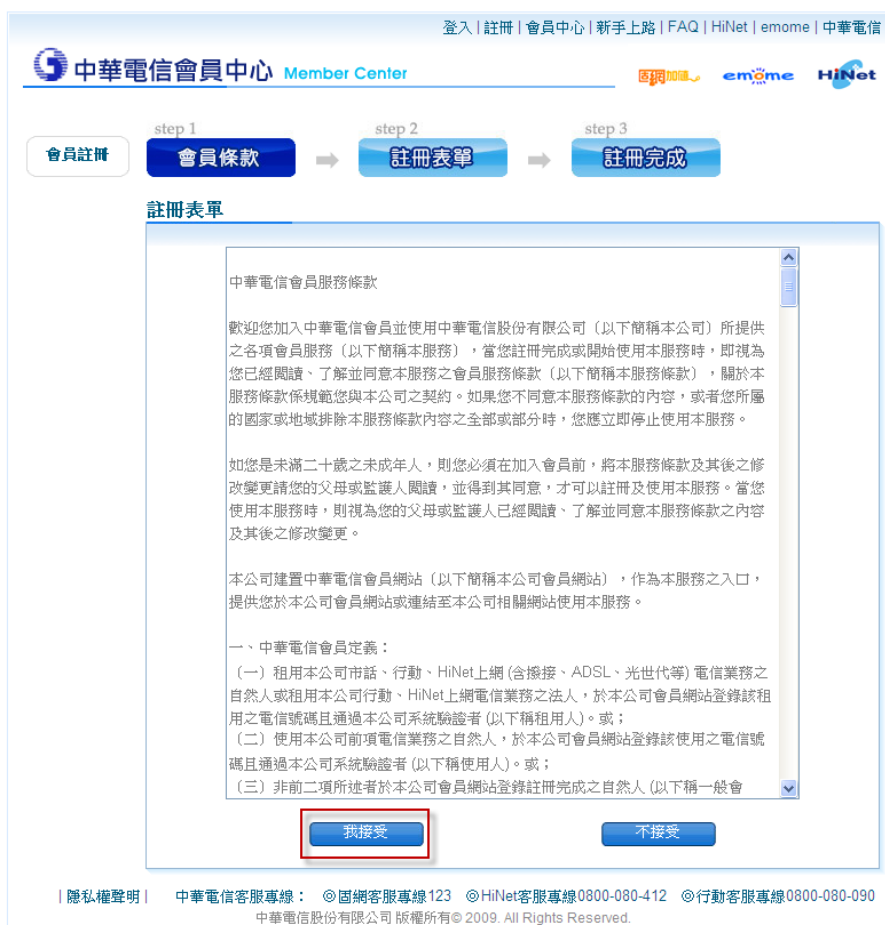 登入 | 註冊 | 會員中心 | 新手上路 | FAQ | HiNet | emome | 中華電信
中華電信會員中心 Member Center
固網加值 emome HiNet
step 1 step 2 step 3
會員註冊 會員條款 註冊表單 註冊完成
註冊表單
中華電信會員服務條款
歡迎您加入中華電信會員並使用中華電信股份有限公司〔以下簡稱本公司〕所提供
之各項會員服務〔以下簡稱本服務〕，當您註冊完成或開始使用本服務時，即視為
您已經閱讀、了解並同意本服務之會員服務條款〔以下簡稱本服務條款〕，關於本
服務條款係規範您與本公司之契約。如果您不同意本服務條款的內容，或者您所屬
的國家或地域排除本服務條款內容之全部或部分時，您應立即停止使用本服務。
如您是未滿二十歲之未成年人，則您必須在加入會員前，將本服務條款及其後之修
改變更請您的父母或監護人閱讀，並得到其同意，才可以註冊及使用本服務。當您
使用本服務時，則視為您的父母或監護人已經閱讀、了解並同意本服務條款之內容
及其後之修改變更。
本公司建置中華電信會員網站〔以下簡稱本公司會員網站〕，作為本服務之入口，
提供您於本公司會員網站或連結至本公司相關網站使用本服務。
一、中華電信會員定義：
〔一〕租用本公司市話、行動、HiNet上網 (含撥接、ADSL、光世代等) 電信業務之
自然人或租用本公司行動、HiNet上網電信業務之法人，於本公司會員網站登錄該租
用之電信號碼且通過本公司系統驗證者 (以下稱租用人)。或；
〔二〕使用本公司前項電信業務之自然人，於本公司會員網站登錄該使用之電信號
碼且通過本公司系統驗證者 (以下稱使用人)。或；
〔三〕非前二項所述者於本公司會員網站登錄註冊完成之自然人 (以下稱一般會
我接受 不接受
| 隱私權聲明 | 中華電信客服專線： ◎固網客服專線123 ◎HiNet客服專線0800-080-412 ◎行動客服專線0800-080-090
中華電信股份有限公司 版權所有© 2009. All Rights Reserved.